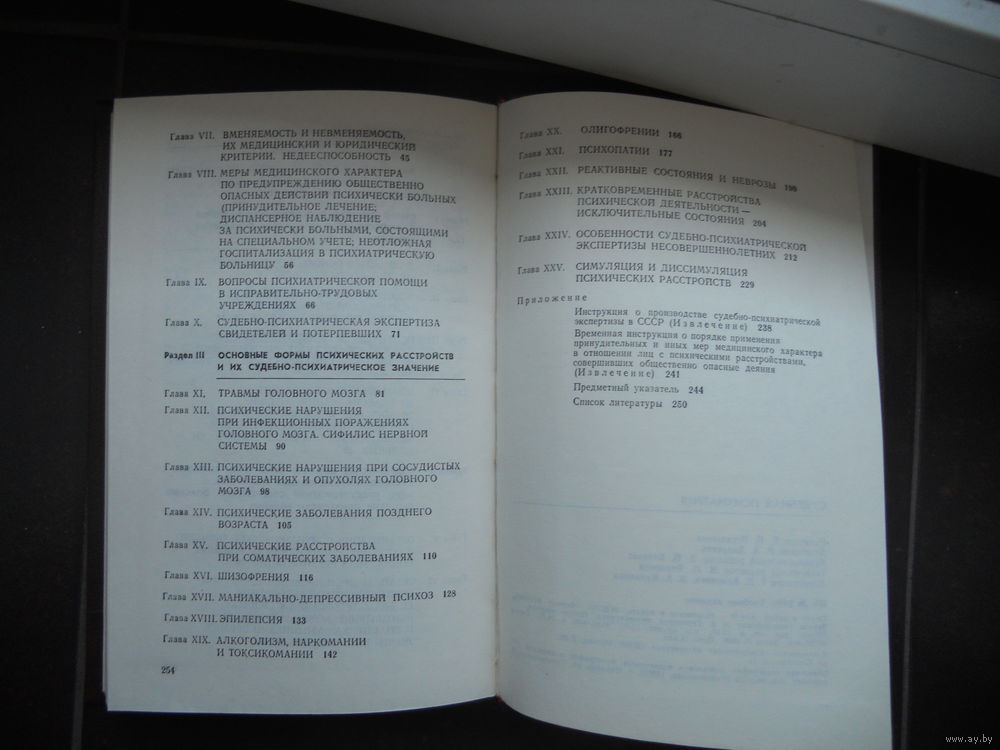 Глава VII. ВМЕНЯЕМОСТЬ И НЕВМЕНЯЕМОСТЬ,
ИХ МЕДИЦИНСКИЙ И ЮРИДИЧЕСКИЙ
КРИТЕРИИ. НЕДЕЕСПОСОБНОСТЬ 45
Глава VIII. МЕРЫ МЕДИЦИНСКОГО ХАРАКТЕРА
ПО ПРЕДУПРЕЖДЕНИЮ ОБЩЕСТВЕННО
ОПАСНЫХ ДЕЙСТВИЙ ПСИХИЧЕСКИ БОЛЬНЫХ
(ПРИНУДИТЕЛЬНОЕ ЛЕЧЕНИЕ;
ДИСПАНСЕРНОЕ НАБЛЮДЕНИЕ
ЗА ПСИХИЧЕСКИ БОЛЬНЫМИ, СОСТОЯЩИМИ
НА СПЕЦИАЛЬНОМ УЧЕТЕ; НЕОТЛОЖНАЯ
ГОСПИТАЛИЗАЦИЯ В ПСИХИАТРИЧЕСКУЮ
БОЛЬНИЦУ 56
Глава IX. ВОПРОСЫ ПСИХИАТРИЧЕСКОЙ ПОМОЩИ
В ИСПРАВИТЕЛЬНО-ТРУДОВЫХ
УЧРЕЖДЕНИЯХ 66
Глава X. СУДЕБНО-ПСИХИАТРИЧЕСКАЯ ЭКСПЕРТИЗА
СВИДЕТЕЛЕЙ И ПОТЕРПЕВШИХ 71
Раздел III ОСНОВНЫЕ ФОРМЫ ПСИХИЧЕСКИХ РАССТРОЙСТВ
И ИХ СУДЕБНО-ПСИХИАТРИЧЕСКОЕ ЗНАЧЕНИЕ
Глава XI. ТРАВМЫ ГОЛОВНОГО МОЗГА 81
Глава XII. ПСИХИЧЕСКИЕ НАРУШЕНИЯ
ПРИ ИНФЕКЦИОННЫХ ПОРАЖЕНИЯХ
ГОЛОВНОГО МОЗГА. СИФИЛИС НЕРВНОЙ
СИСТЕМЫ 90
Глава XIII. ПСИХИЧЕСКИЕ НАРУШЕНИЯ ПРИ СОСУДИСТЫХ
ЗАБОЛЕВАНИЯХ И ОПУХОЛЯХ ГОЛОВНОГО
МОЗГА 98
Глава XIV. ПСИХИЧЕСКИЕ ЗАБОЛЕВАНИЯ ПОЗДНЕГО
ВОЗРАСТА 105
Глава XV. ПСИХИЧЕСКИЕ РАССТРОЙСТВА
ПРИ СОМАТИЧЕСКИХ ЗАБОЛЕВАНИЯХ 110
Глава XVI. ШИЗОФРЕНИЯ 116
Глава XVII. МАНИАКАЛЬНО-ДЕПРЕССИВНЫЙ ПСИХОЗ 128
Глава XVIII. ЭПИЛЕПСИЯ 133
Глава XIX. АЛКОГОЛИЗМ, НАРКОМАНИИ
И ТОКСИКОМАНИИ 142
254
Глава XX. ОЛИГОФРЕНИИ 166
Глава XXI. ПСИХОПАТИИ 177
Глава XXII. РЕАКТИВНЫЕ СОСТОЯНИЯ И НЕВРОЗЫ 190
Глава XXIII. КРАТКОВРЕМЕННЫЕ РАССТРОЙСТВА
ПСИХИЧЕСКОЙ ДЕЯТЕЛЬНОСТИ —
ИСКЛЮЧИТЕЛЬНЫЕ СОСТОЯНИЯ 204
Глава XXIV. ОСОБЕННОСТИ СУДЕБНО-ПСИХИАТРИЧЕСКОЙ
ЭКСПЕРТИЗЫ НЕСОВЕРШЕННОЛЕТНИХ 212
Глава XXV. СИМУЛЯЦИЯ И ДИССИМУЛЯЦИЯ
ПСИХИЧЕСКИХ РАССТРОЙСТВ 229
Приложение
Инструкция о производстве судебно-психиатрической
экспертизы в СССР (Извлечение) 238
Временная инструкция о порядке применения
принудительных и иных мер медицинского характера
в отношении лиц с психическими расстройствами,
совершивших общественно опасные деяния
(Извлечение) 241
Предметный указатель 244
Список литературы 250
www.ay.by